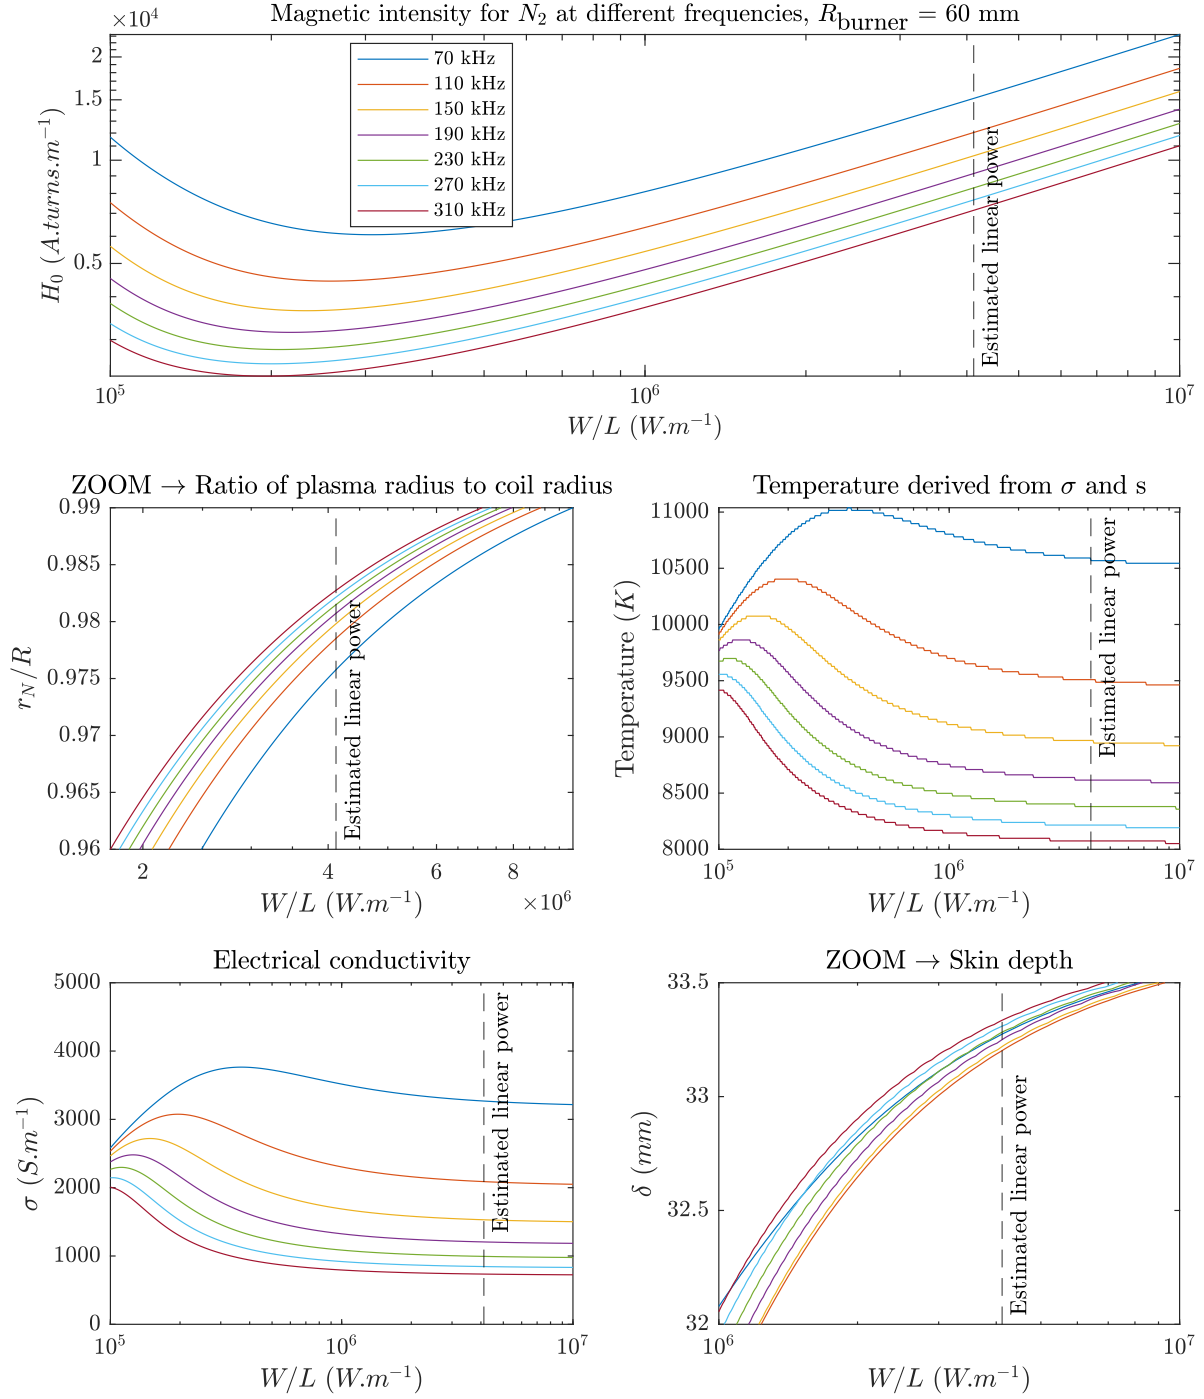 Magnetic intensity for N₂ at different frequencies, R_burner = 60 mm
×10⁴
2
1.5
1
0.5
H₀ (A.turns.m⁻¹)
70 kHz
110 kHz
150 kHz
190 kHz
230 kHz
270 kHz
310 kHz
Estimated linear power
10⁵ 10⁶ 10⁷
W/L (W.m⁻¹)
ZOOM → Ratio of plasma radius to coil radius
0.99
0.985
0.98
0.975
0.97
0.965
0.96
r_N/R
Estimated linear power
2 4 6 8
W/L (W.m⁻¹) ×10⁶
Temperature derived from σ and s
11000
10500
10000
9500
9000
8500
8000
Temperature (K)
Estimated linear power
10⁵ 10⁶ 10⁷
W/L (W.m⁻¹)
Electrical conductivity
5000
4000
3000
2000
1000
0
σ (S.m⁻¹)
Estimated linear power
10⁵ 10⁶ 10⁷
W/L (W.m⁻¹)
ZOOM → Skin depth
33.5
33
32.5
32
δ (mm)
Estimated linear power
10⁶ 10⁷
W/L (W.m⁻¹)